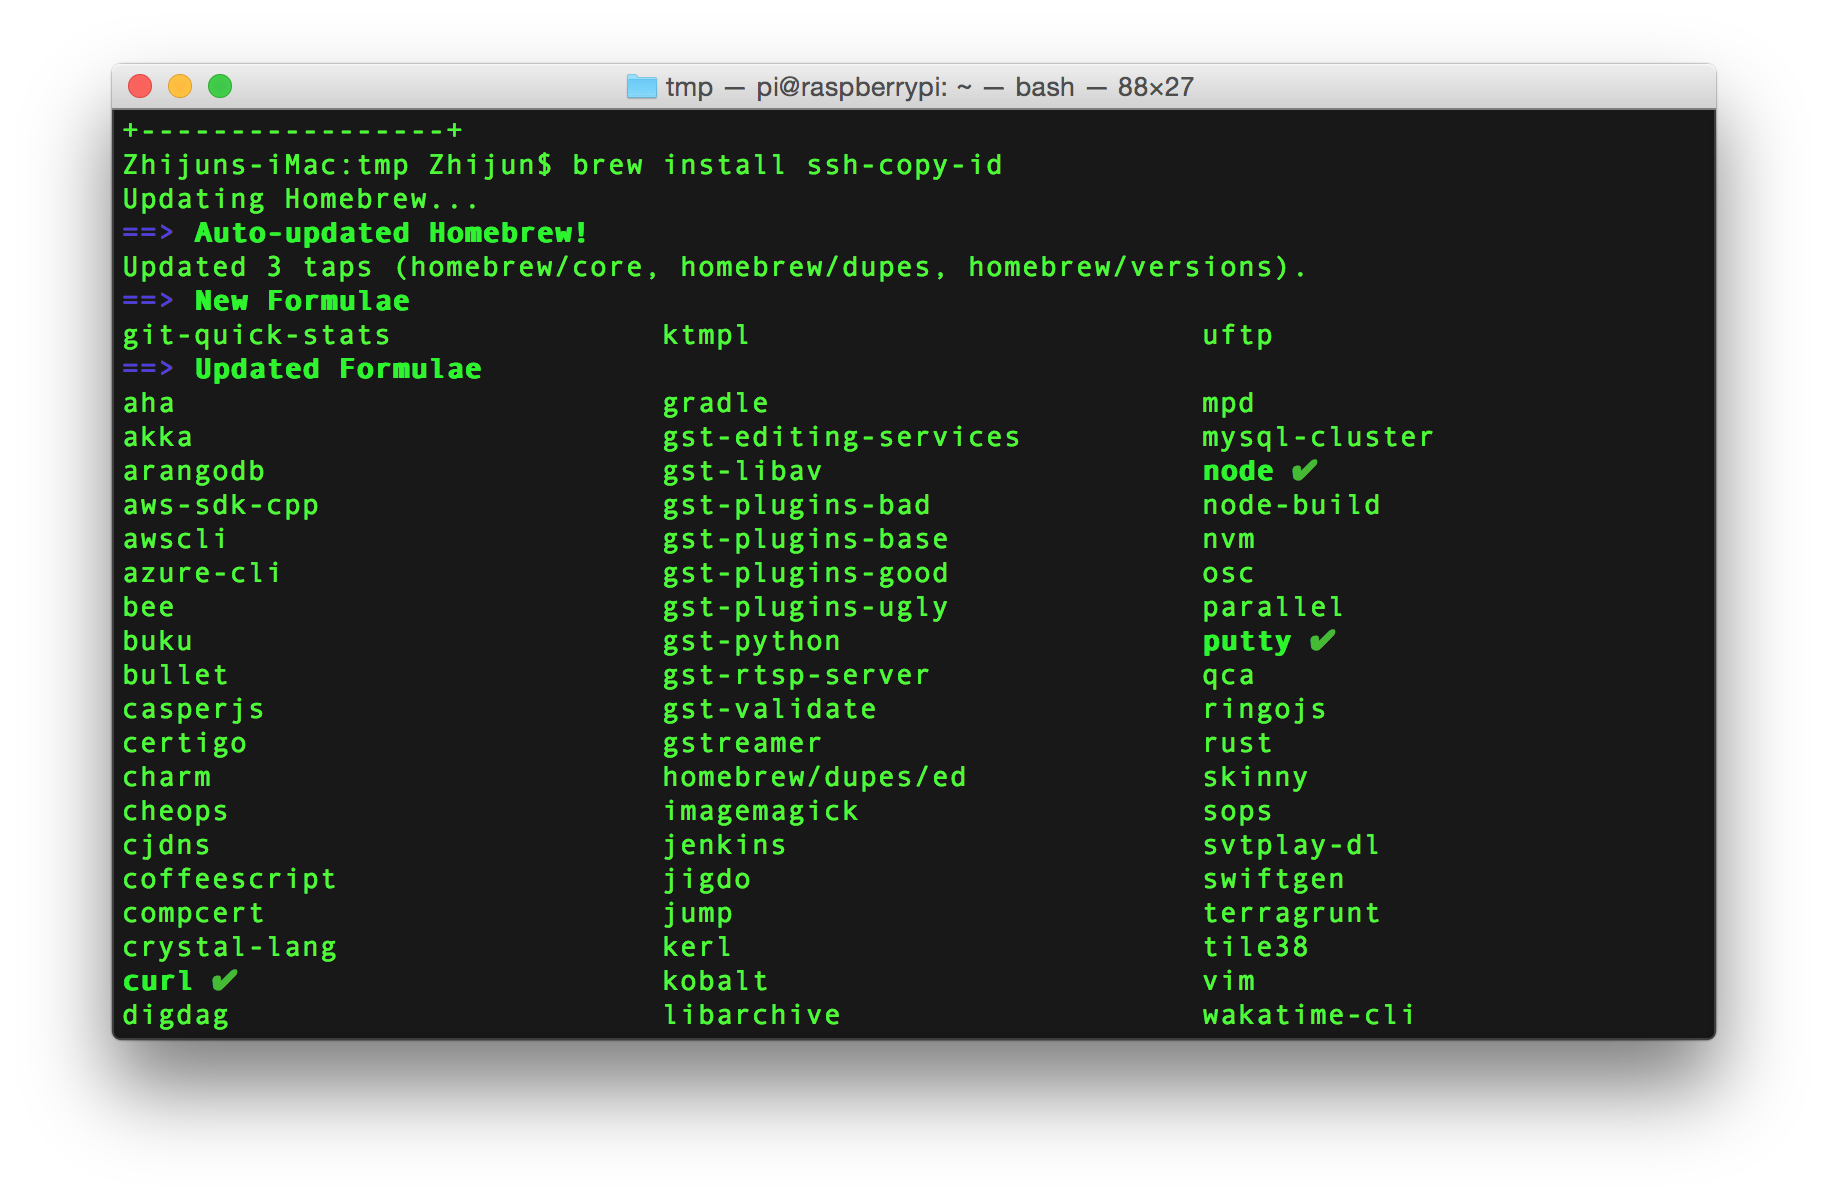 tmp — pi@raspberrypi: ~ — bash — 88×27
+-----------------+
Zhijuns-iMac:tmp Zhijun$ brew install ssh-copy-id
Updating Homebrew...
==> Auto-updated Homebrew!
Updated 3 taps (homebrew/core, homebrew/dupes, homebrew/versions).
==> New Formulae
git-quick-stats ktmpl uftp
==> Updated Formulae
aha gradle mpd
akka gst-editing-services mysql-cluster
arangodb gst-libav node ✔
aws-sdk-cpp gst-plugins-bad node-build
awscli gst-plugins-base nvm
azure-cli gst-plugins-good osc
bee gst-plugins-ugly parallel
buku gst-python putty ✔
bullet gst-rtsp-server qca
casperjs gst-validate ringojs
certigo gstreamer rust
charm homebrew/dupes/ed skinny
cheops imagemagick sops
cjdns jenkins svtplay-dl
coffeescript jigdo swiftgen
compcert jump terragrunt
crystal-lang kerl tile38
curl ✔ kobalt vim
digdag libarchive wakatime-cli